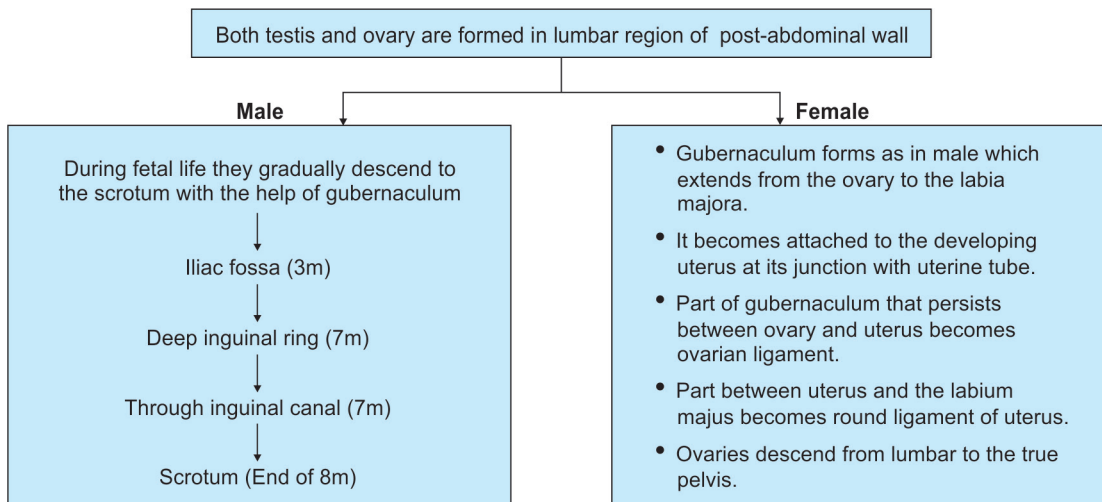 Both testis and ovary are formed in lumbar region of post-abdominal wall
Male
During fetal life they gradually descend to
the scrotum with the help of gubernaculum
Iliac fossa (3m)
Deep inguinal ring (7m)
Through inguinal canal (7m)
Scrotum (End of 8m)
Female
• Gubernaculum forms as in male which
extends from the ovary to the labia
majora.
• It becomes attached to the developing
uterus at its junction with uterine tube.
• Part of gubernaculum that persists
between ovary and uterus becomes
ovarian ligament.
• Part between uterus and the labium
majus becomes round ligament of uterus.
• Ovaries descend from lumbar to the true
pelvis.